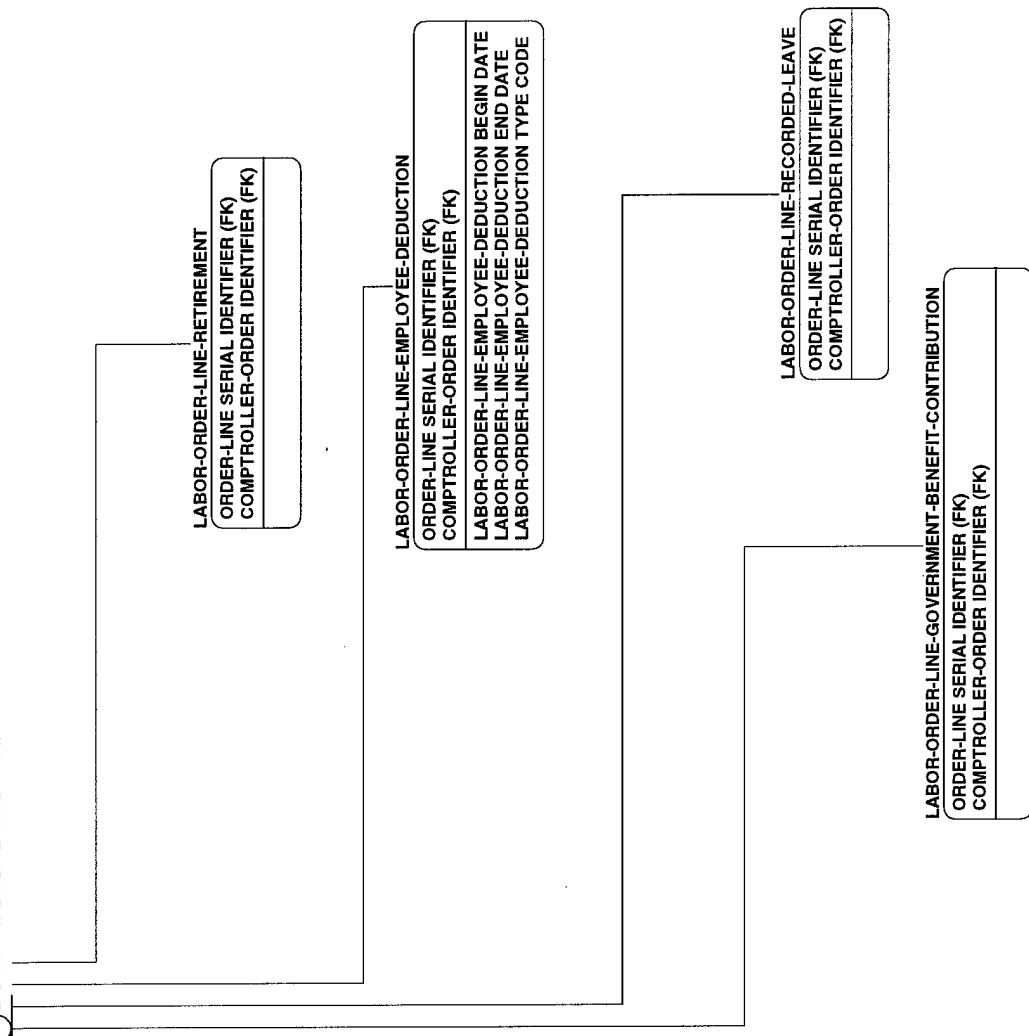 LABOR-ORDER-LINE-RETIREMENT
ORDER-LINE SERIAL IDENTIFIER (FK)
COMPTROLLER-ORDER IDENTIFIER (FK)
LABOR-ORDER-LINE-EMPLOYEE-DEDUCTION
ORDER-LINE SERIAL IDENTIFIER (FK)
COMPTROLLER-ORDER IDENTIFIER (FK)
LABOR-ORDER-LINE-EMPLOYEE-DEDUCTION BEGIN DATE
LABOR-ORDER-LINE-EMPLOYEE-DEDUCTION END DATE
LABOR-ORDER-LINE-EMPLOYEE-DEDUCTION TYPE CODE
LABOR-ORDER-LINE-RECORDED-LEAVE
ORDER-LINE SERIAL IDENTIFIER (FK)
COMPTROLLER-ORDER IDENTIFIER (FK)
LABOR-ORDER-LINE-GOVERNMENT-BENEFIT-CONTRIBUTION
ORDER-LINE SERIAL IDENTIFIER (FK)
COMPTROLLER-ORDER IDENTIFIER (FK)